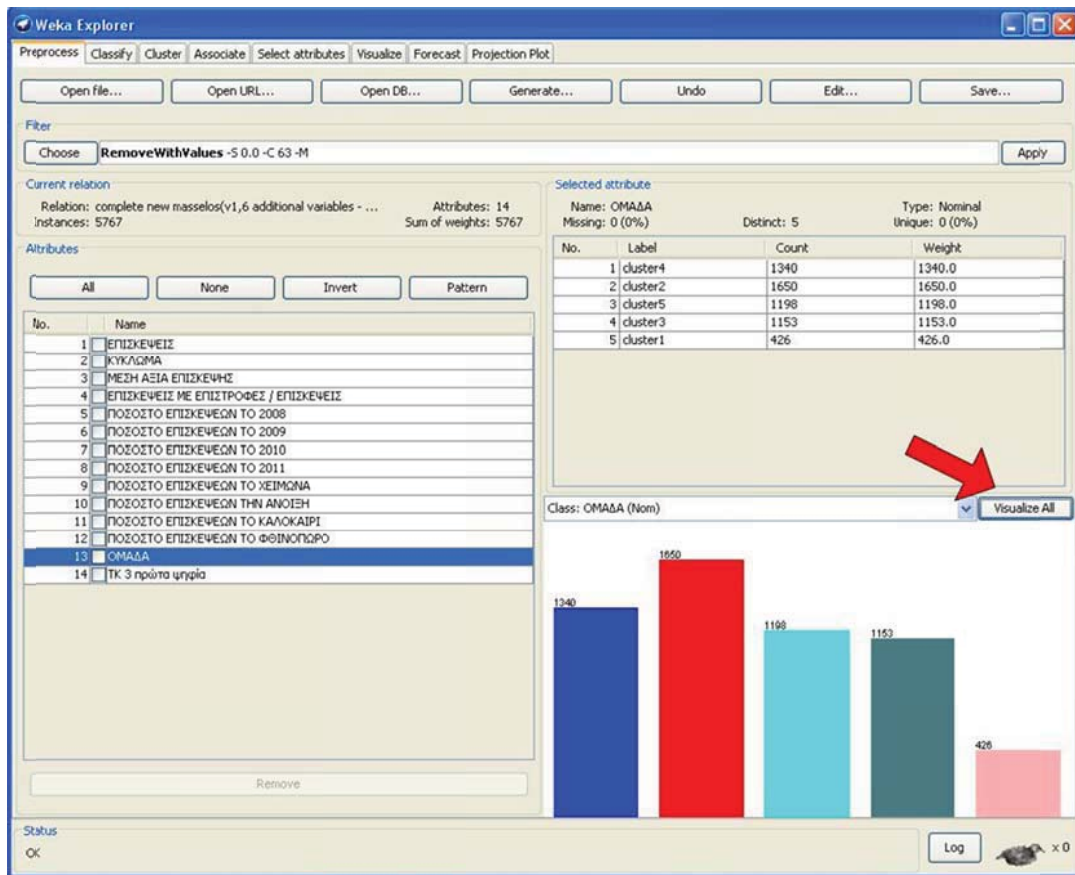 Weka Explorer
Preprocess Classify Cluster Associate Select attributes Visualize Forecast Projection Plot
Open file... Open URL... Open DB... Generate... Undo Edit... Save...
Filter
Choose RemoveWithValues -S 0.0 -C 63 -M Apply
Current relation
Relation: complete new masselos(v1,6 additional variables - ... Attributes: 14
Instances: 5767 Sum of weights: 5767
Attributes
All None Invert Pattern
No. Name
1 ΕΠΙΣΚΕΨΕΙΣ
2 ΚΥΚΛΩΜΑ
3 ΜΕΣΗ ΑΞΙΑ ΕΠΙΣΚΕΨΗΣ
4 ΕΠΙΣΚΕΨΕΙΣ ΜΕ ΕΠΙΣΤΡΟΦΕΣ / ΕΠΙΣΚΕΨΕΙΣ
5 ΠΟΣΟΣΤΟ ΕΠΙΣΚΕΨΕΩΝ ΤΟ 2008
6 ΠΟΣΟΣΤΟ ΕΠΙΣΚΕΨΕΩΝ ΤΟ 2009
7 ΠΟΣΟΣΤΟ ΕΠΙΣΚΕΨΕΩΝ ΤΟ 2010
8 ΠΟΣΟΣΤΟ ΕΠΙΣΚΕΨΕΩΝ ΤΟ 2011
9 ΠΟΣΟΣΤΟ ΕΠΙΣΚΕΨΕΩΝ ΤΟ ΧΕΙΜΩΝΑ
10 ΠΟΣΟΣΤΟ ΕΠΙΣΚΕΨΕΩΝ ΤΗΝ ΑΝΟΙΞΗ
11 ΠΟΣΟΣΤΟ ΕΠΙΣΚΕΨΕΩΝ ΤΟ ΚΑΛΟΚΑΙΡΙ
12 ΠΟΣΟΣΤΟ ΕΠΙΣΚΕΨΕΩΝ ΤΟ ΦΘΙΝΟΠΩΡΟ
13 ΟΜΑΔΑ
14 ΤΚ 3 πρώτα ψηφία
Remove
Selected attribute
Name: ΟΜΑΔΑ Type: Nominal
Missing: 0 (0%) Distinct: 5 Unique: 0 (0%)
No. Label Count Weight
1 cluster4 1340 1340.0
2 cluster2 1650 1650.0
3 cluster5 1198 1198.0
4 cluster3 1153 1153.0
5 cluster1 426 426.0
Class: ΟΜΑΔΑ (Nom) Visualize All
1340 1650 1198 1153 426
Status
OK Log x 0